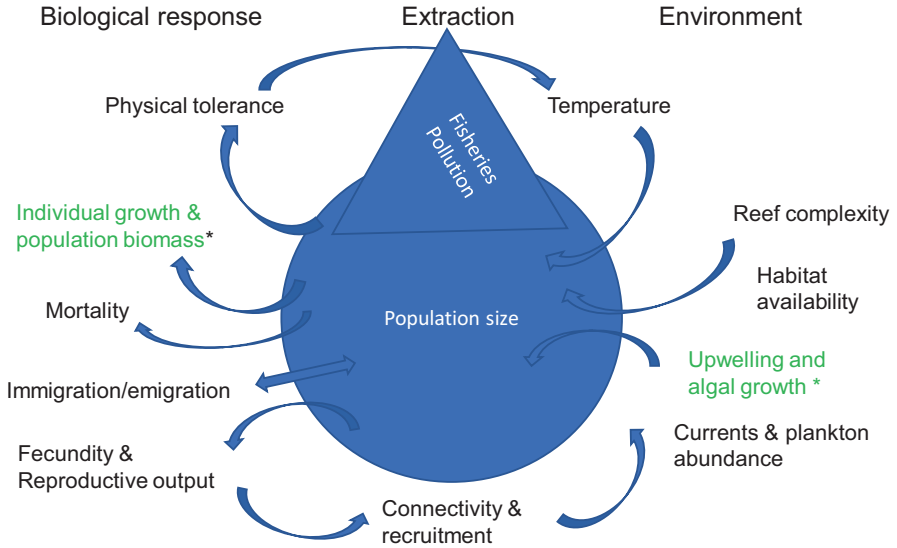 Biological response
Extraction
Environment
Physical tolerance
Temperature
Fisheries
Pollution
Individual growth &
population biomass*
Reef complexity
Habitat
availability
Mortality
Population size
Immigration/emigration
Upwelling and
algal growth *
Fecundity &
Reproductive output
Currents & plankton
abundance
Connectivity &
recruitment